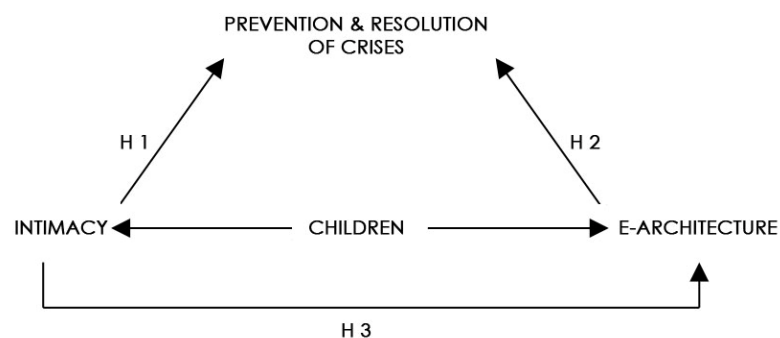 PREVENTION & RESOLUTION
OF CRISES
H 1
H 2
INTIMACY
CHILDREN
E-ARCHITECTURE
H 3